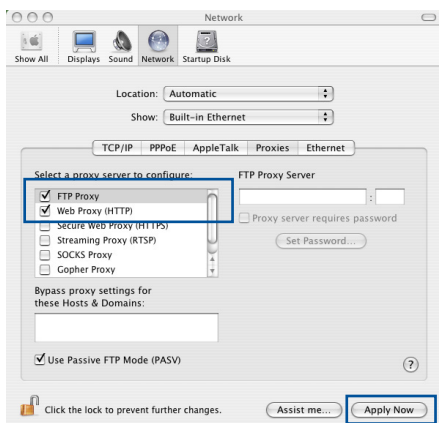 Network
Show All Displays Sound Network Startup Disk
Location: Automatic
Show: Built-in Ethernet
TCP/IP PPPoE AppleTalk Proxies Ethernet
Select a proxy server to configure: FTP Proxy Server
FTP Proxy
:
Web Proxy (HTTP)
Proxy server requires password
Secure Web Proxy (HTTPS)
Streaming Proxy (RTSP) Set Password...
SOCKS Proxy
Gopher Proxy
Bypass proxy settings for
these Hosts & Domains:
Use Passive FTP Mode (PASV)
?
Click the lock to prevent further changes. Assist me... Apply Now